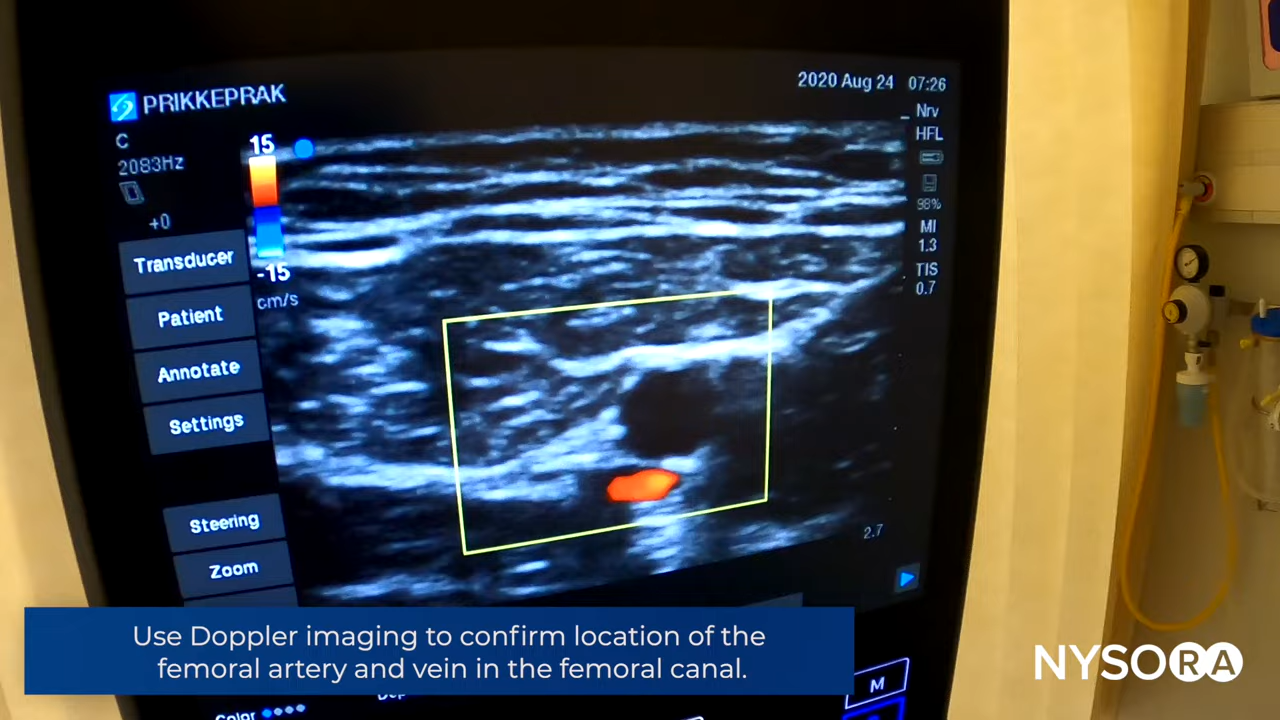 PRIKKEPRAK
2020 Aug 24 07:26
C
2083Hz
+0
15
-15
cm/s
Nrv
HFL
98%
MI
1.3
TIS
0.7
Transducer
Patient
Annotate
Settings
Steering
Zoom
2.7
Use Doppler imaging to confirm location of the
femoral artery and vein in the femoral canal.
Color
M
NYSORA